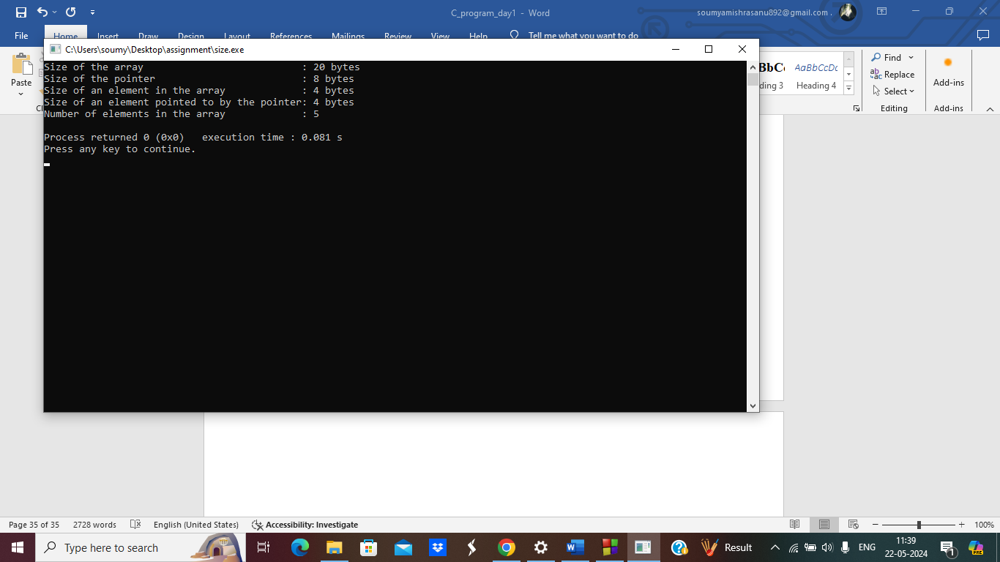 C_program_day1 - Word
soumyamishrasanu892@gmail.com .
File Home Insert Draw Design Layout References Mailings Review View Help Tell me what you want to do
C:\Users\soumy\Desktop\assignment\size.exe
Size of the array : 20 bytes
Size of the pointer : 8 bytes
Size of an element in the array : 4 bytes
Size of an element pointed to by the pointer: 4 bytes
Number of elements in the array : 5
Process returned 0 (0x0) execution time : 0.081 s
Press any key to continue.
Paste
AaBbCcDc
Heading 4
Find
Replace
Select
Editing
Add-ins
Add-ins
Page 35 of 35 2728 words English (United States) Accessibility: Investigate 100%
Type here to search
Result
ENG
11:39
22-05-2024
1
PRE